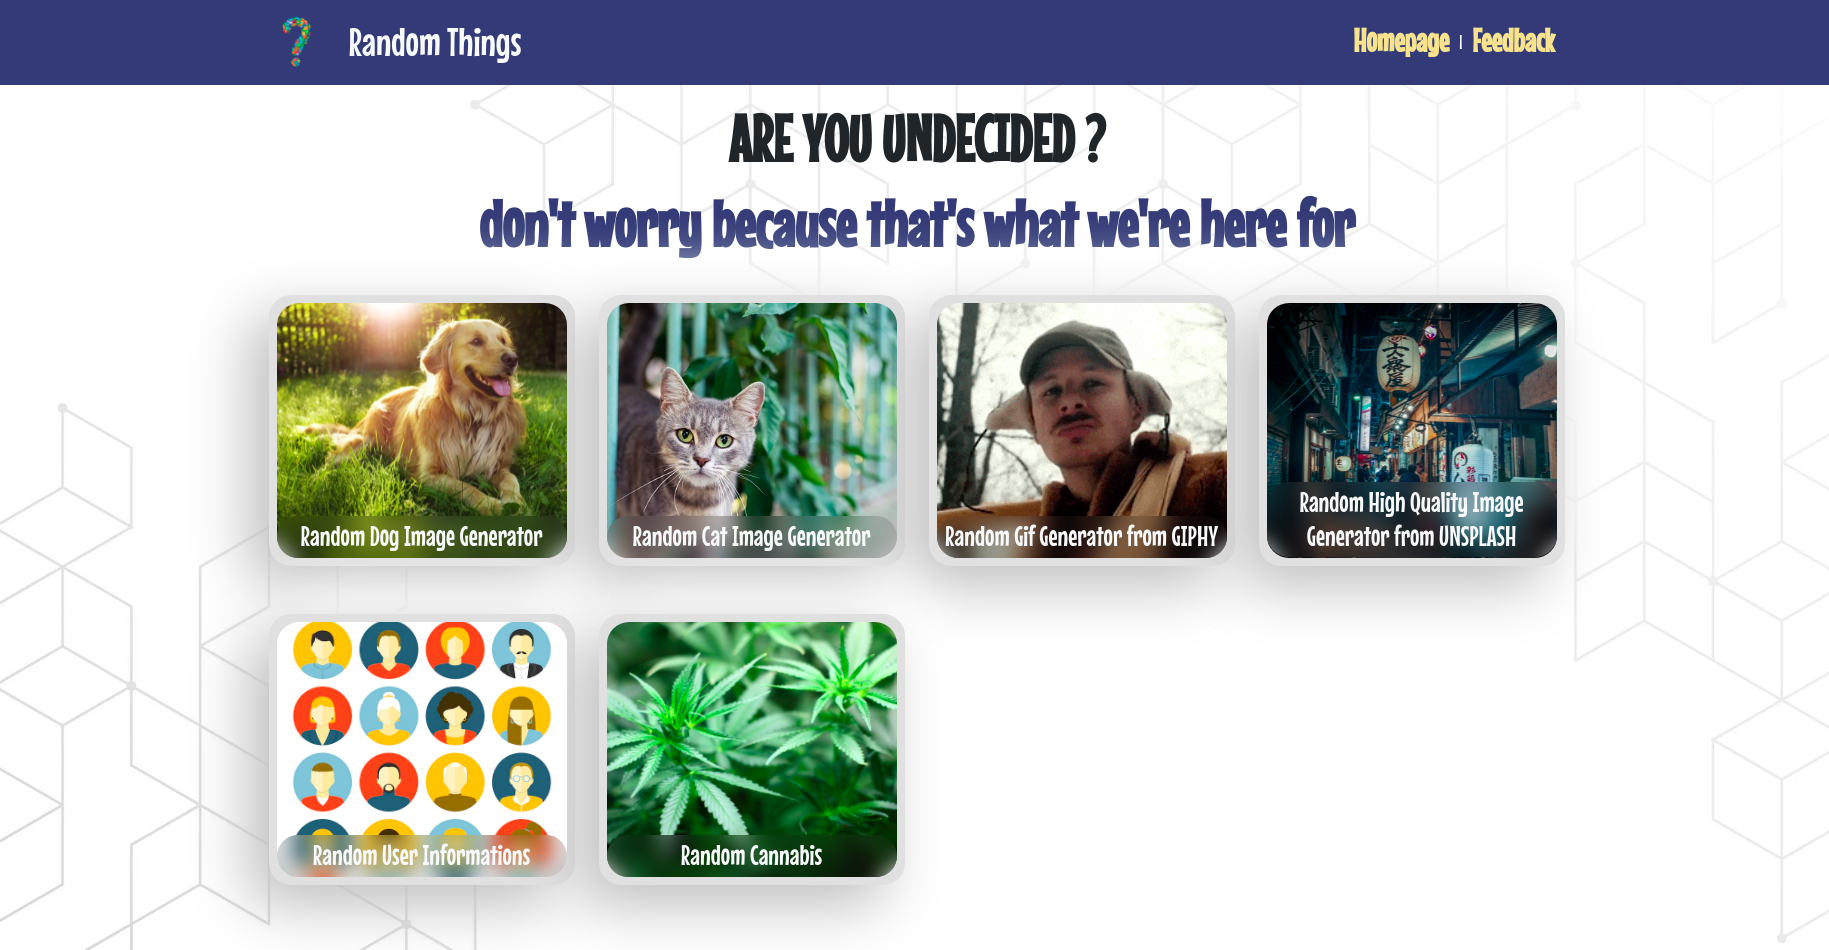 Random Things
Homepage | Feedback
ARE YOU UNDECIDED ?
don't worry because that's what we're here for
Random Dog Image Generator
Random Cat Image Generator
Random Gif Generator from GIPHY
Random High Quality Image
Generator from UNSPLASH
Random User Informations
Random Cannabis